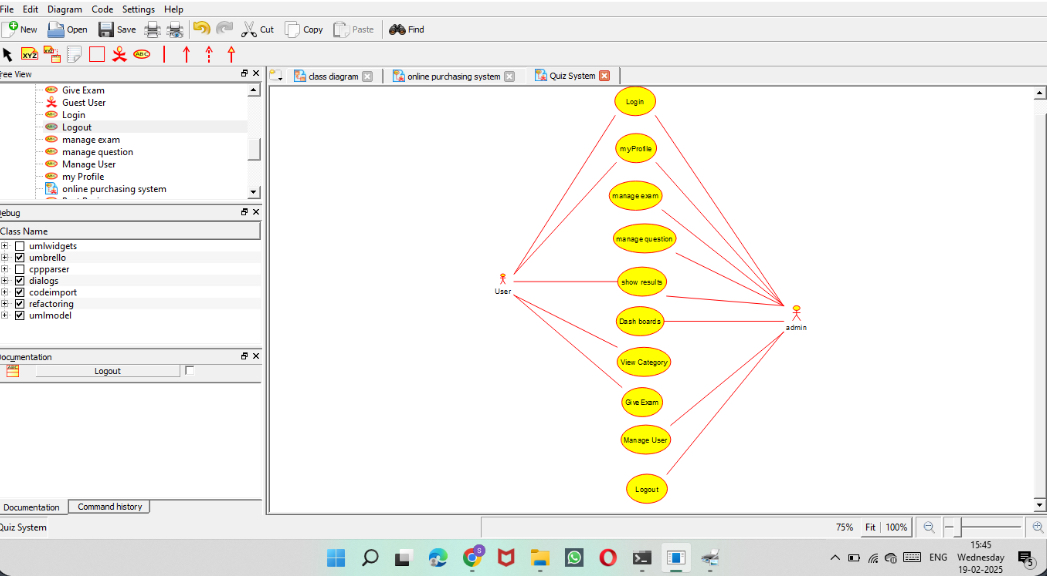 File Edit Diagram Code Settings Help
New Open Save Cut Copy Paste Find
XYZ ABC
ree View
class diagram online purchasing system Quiz System
Give Exam
Guest User
Login
Logout
manage exam
manage question
Manage User
my Profile
online purchasing system
ebug
Class Name
umlwidgets
umbrello
cppparser
dialogs
codeimport
refactoring
umlmodel
ocumentation
Logout
Documentation Command history
Login
myProfile
manage exam
manage question
show results
Dash boards
View Category
Give Exam
Manage User
Logout
User
admin
Quiz System
75% Fit 100%
S
ENG
15:45
Wednesday
19-02-2025
5